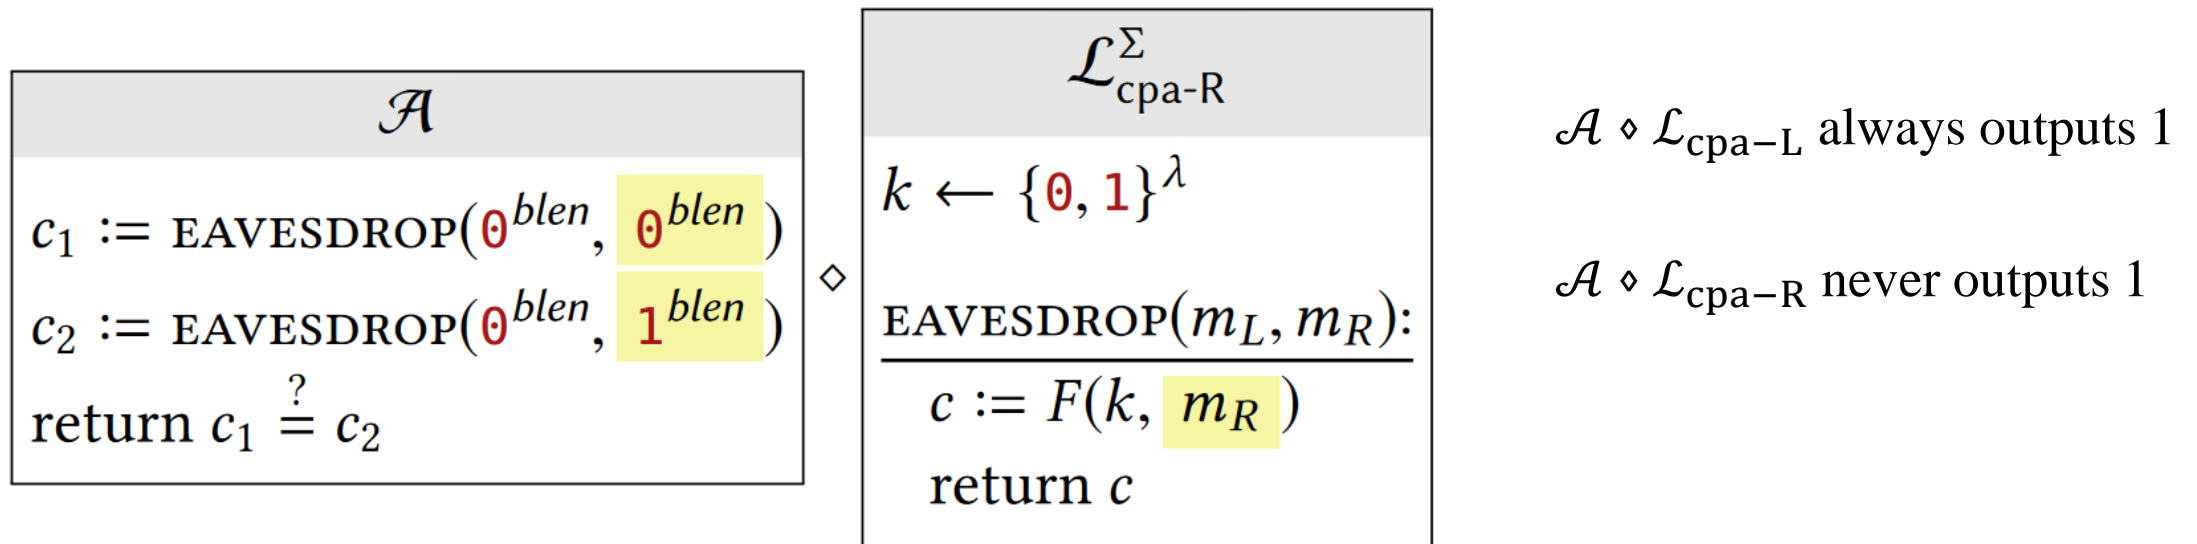 𝒜
c₁ := EAVESDROP(0^blen, 0^blen)
c₂ := EAVESDROP(0^blen, 1^blen)
return c₁ ≟ c₂
⋄
ℒ^Σ_cpa-R
k ← {0, 1}^λ
EAVESDROP(m_L, m_R):
c := F(k, m_R)
return c
𝒜 ⋄ ℒ_cpa−L always outputs 1
𝒜 ⋄ ℒ_cpa−R never outputs 1